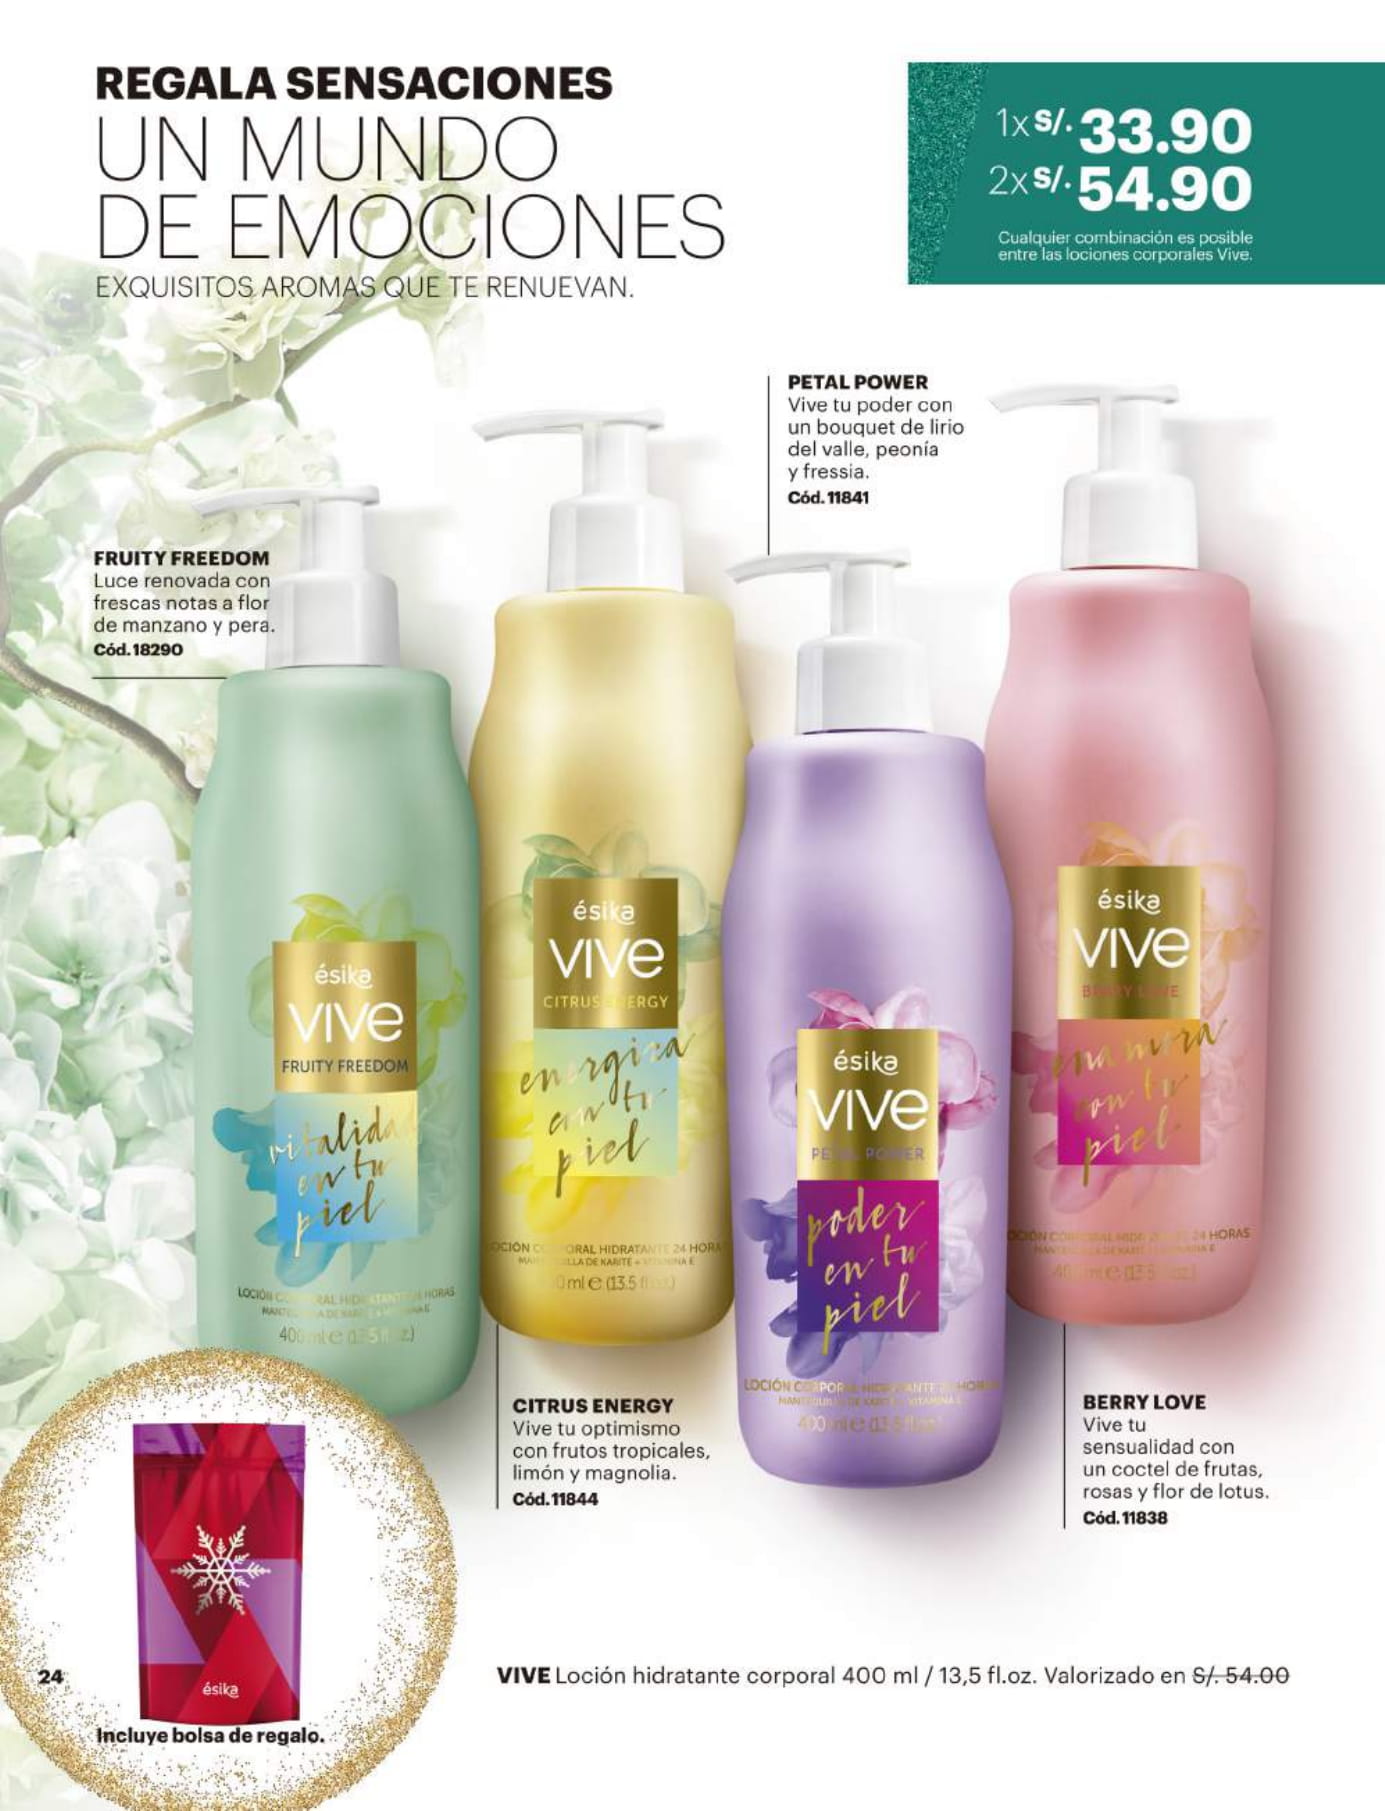 REGALA SENSACIONES
UN MUNDO
DE EMOCIONES
EXQUISITOS AROMAS QUE TE RENUEVAN.
1x S/. 33.90
2x S/. 54.90
Cualquier combinación es posible
entre las lociones corporales Vive.
PETAL POWER
Vive tu poder con
un bouquet de lirio
del valle, peonía
y fressia.
Cód. 11841
FRUITY FREEDOM
Luce renovada con
frescas notas a flor
de manzano y pera.
Cód. 18290
ésika
VIVE
FRUITY FREEDOM
vitalidad
en tu
piel
LOCIÓN CORPORAL HIDRATANTE 24 HORAS
MANTEQUILLA DE KARITE + VITAMINA E
400 ml e (13.5 fl.oz.)
ésika
VIVE
CITRUS ENERGY
energiza
con tu
piel
LOCIÓN CORPORAL HIDRATANTE 24 HORAS
MANTEQUILLA DE KARITE + VITAMINA E
400 ml e (13.5 fl.oz.)
ésika
VIVE
PETAL POWER
poder
en tu
piel
LOCIÓN CORPORAL HIDRATANTE 24 HORAS
MANTEQUILLA DE KARITE + VITAMINA E
400 ml e (13.5 fl.oz.)
ésika
VIVE
BERRY LOVE
enamora
con tu
piel
LOCIÓN CORPORAL HIDRATANTE 24 HORAS
MANTEQUILLA DE KARITE + VITAMINA E
400 ml e (13.5 fl.oz.)
CITRUS ENERGY
Vive tu optimismo
con frutos tropicales,
limón y magnolia.
Cód. 11844
BERRY LOVE
Vive tu
sensualidad con
un coctel de frutas,
rosas y flor de lotus.
Cód. 11838
ésika
Incluye bolsa de regalo.
24
VIVE Loción hidratante corporal 400 ml / 13,5 fl.oz. Valorizado en S/. 54.00